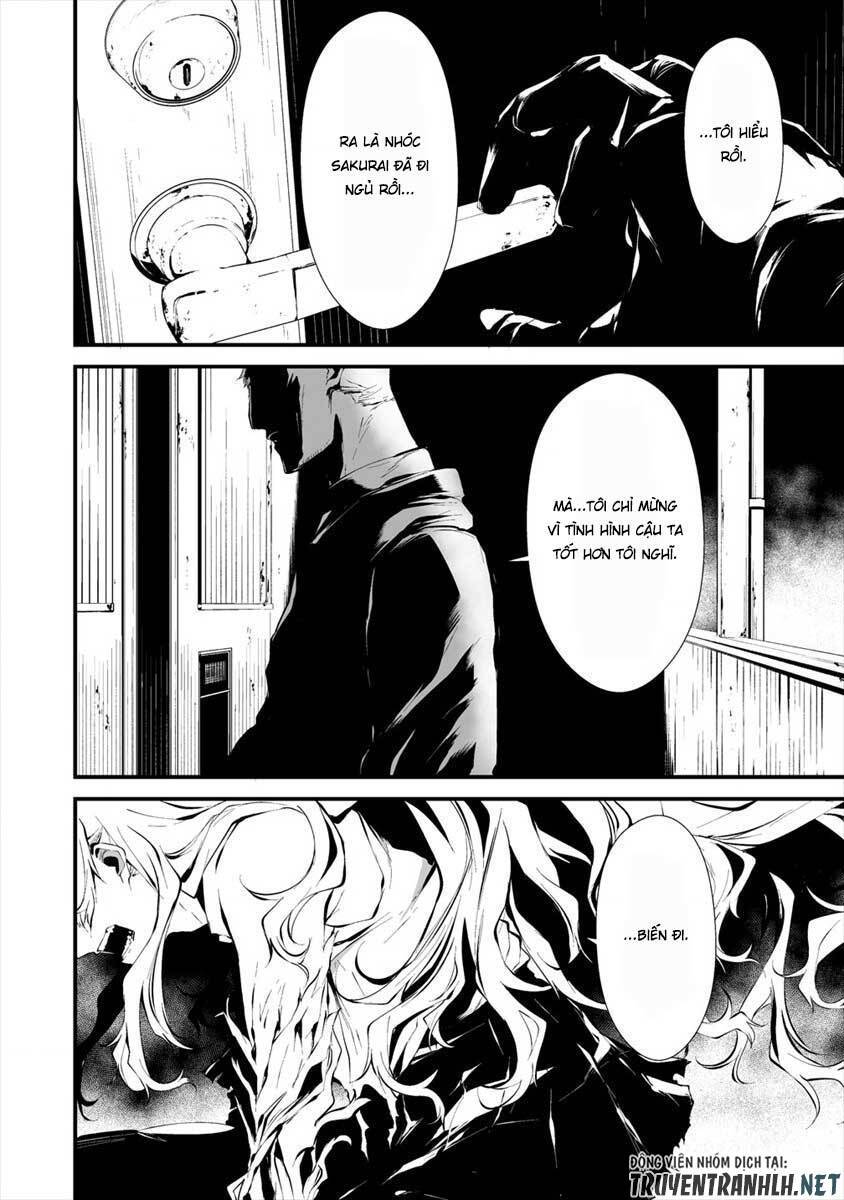 ...TÔI HIỂU
RỒI.
RA LÀ NHÓC
SAKURAI ĐÃ ĐI
NGỦ RỒI...
MÀ...TÔI CHỈ MỪNG
VÌ TÌNH HÌNH CẬU TA
TỐT HƠN TÔI NGHĨ.
...BIẾN ĐI.
ĐỘNG VIÊN NHÓM DỊCH TẠI:
TRUYENTRANHLH.NET